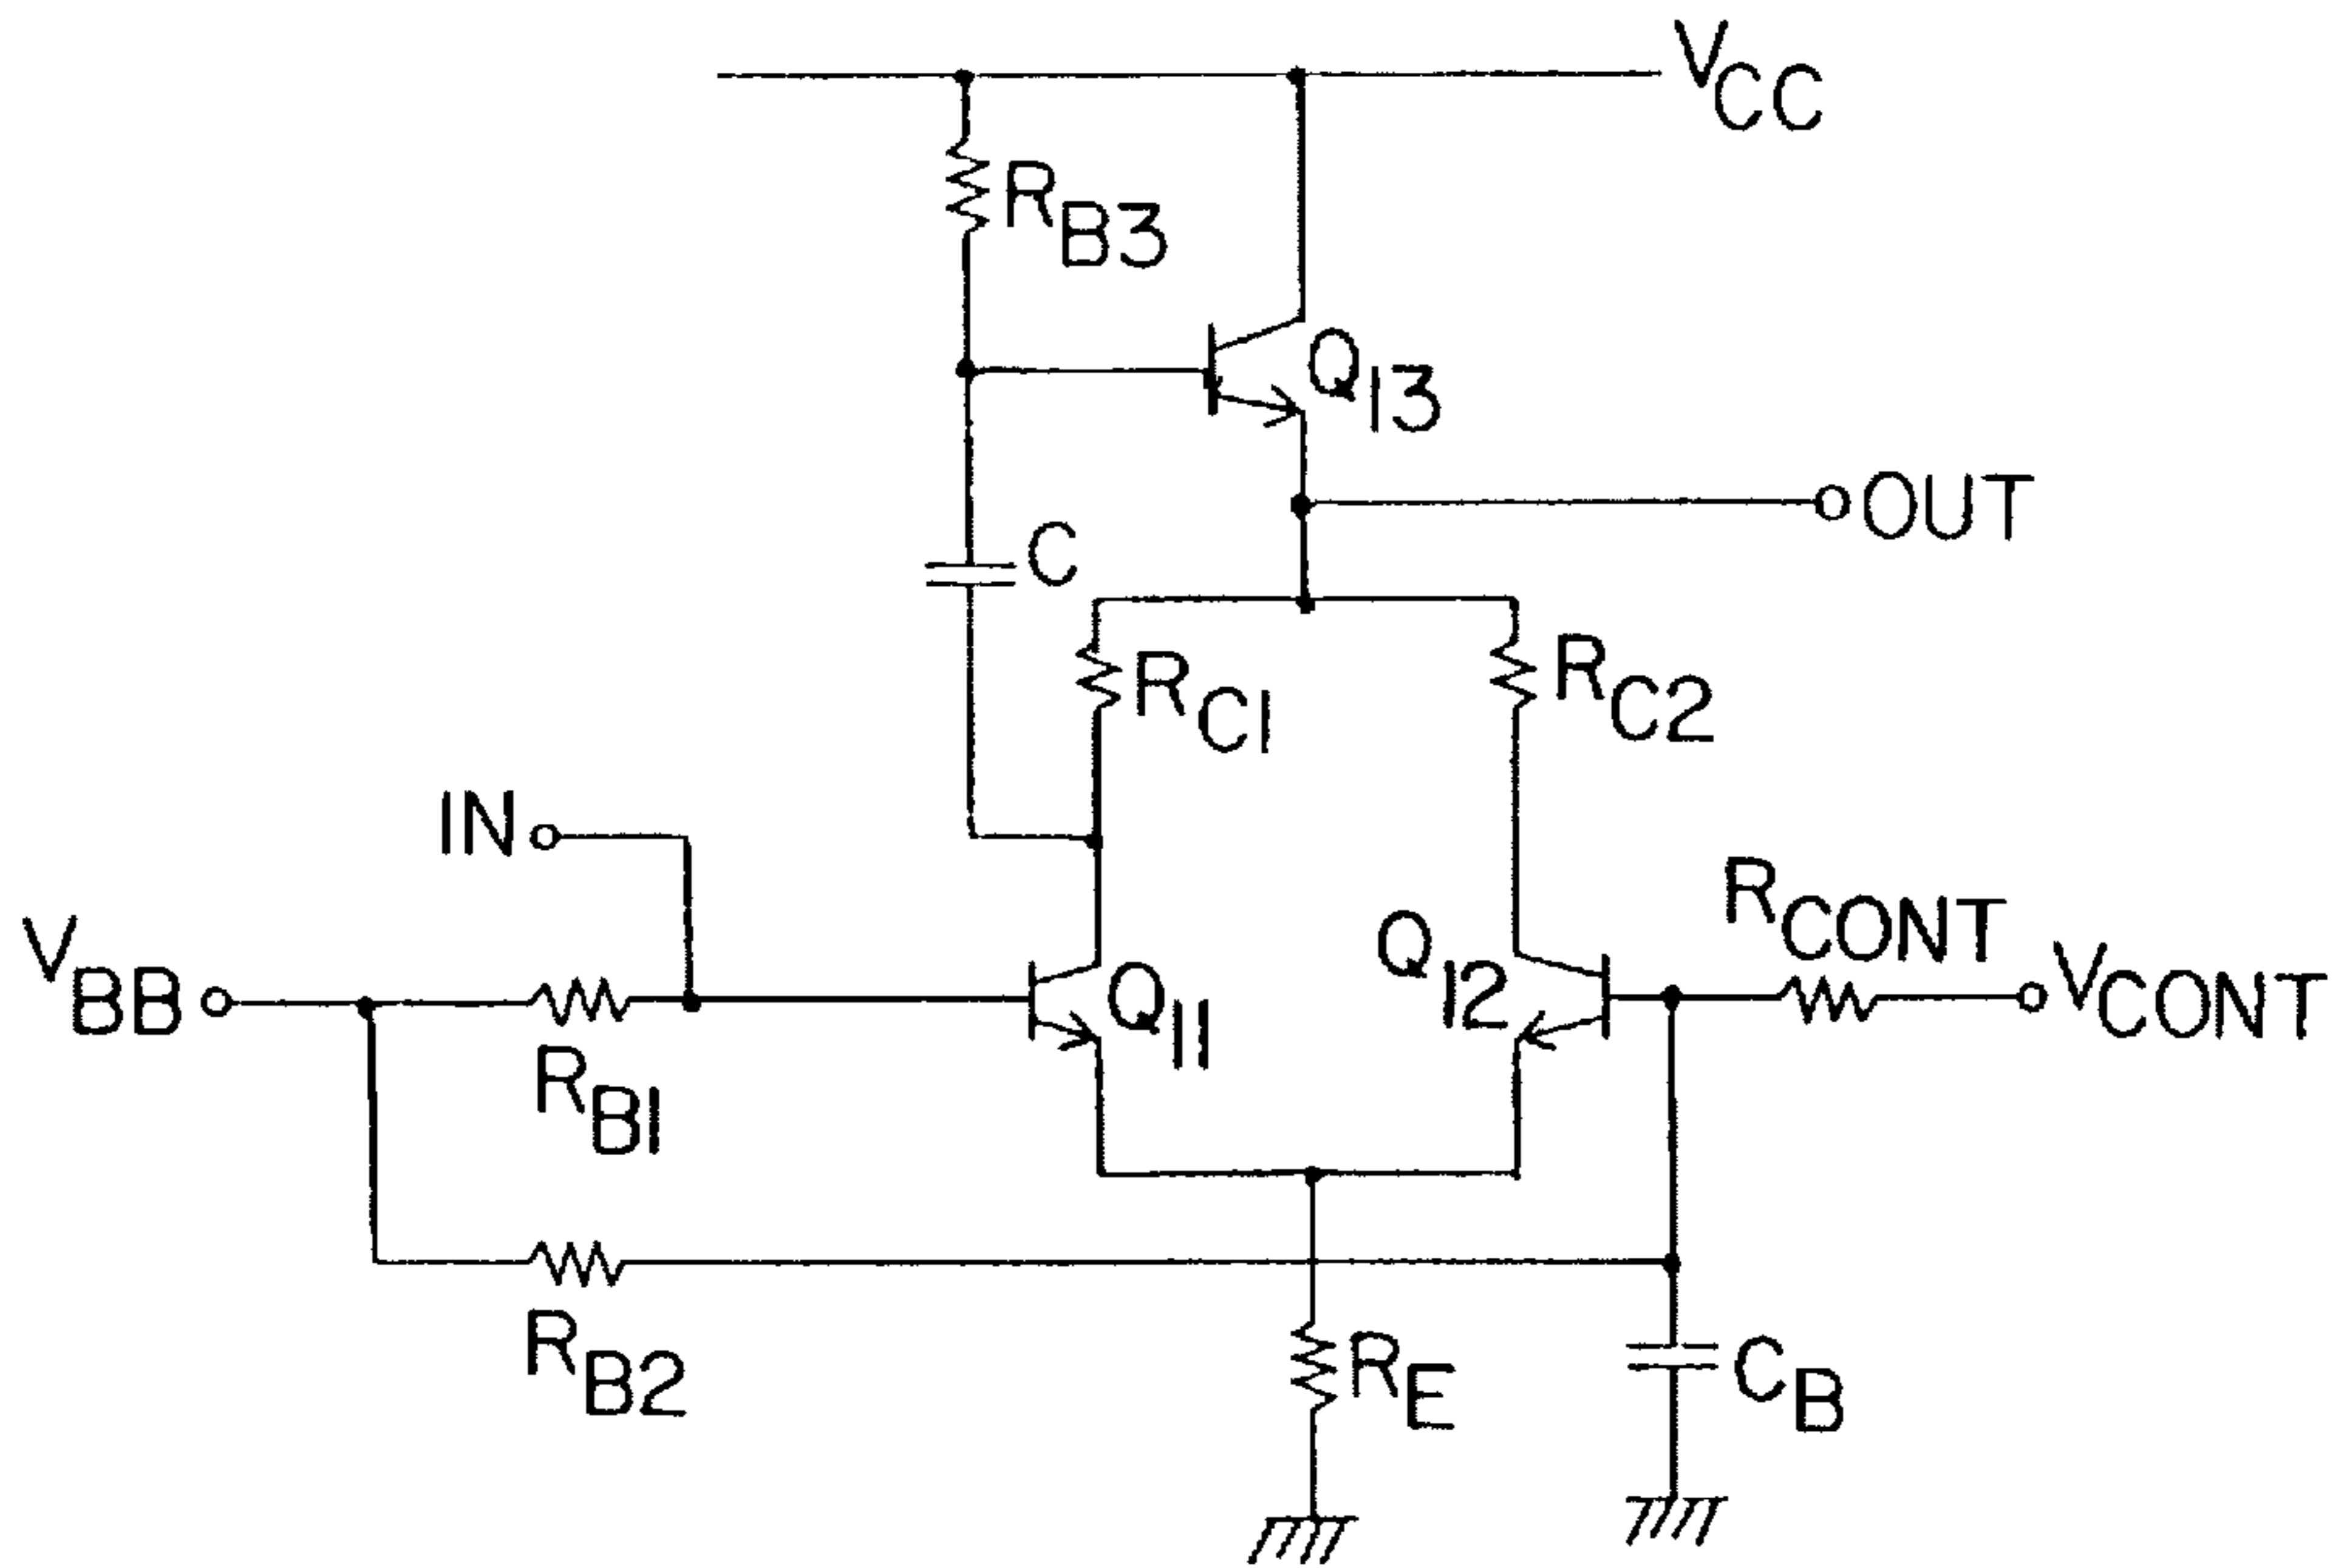 VCC
RB3
Q13
OUT
C
RC1
RC2
IN
RCONT
VBB
Q11
Q12
VCONT
RB1
RB2
RE
CB